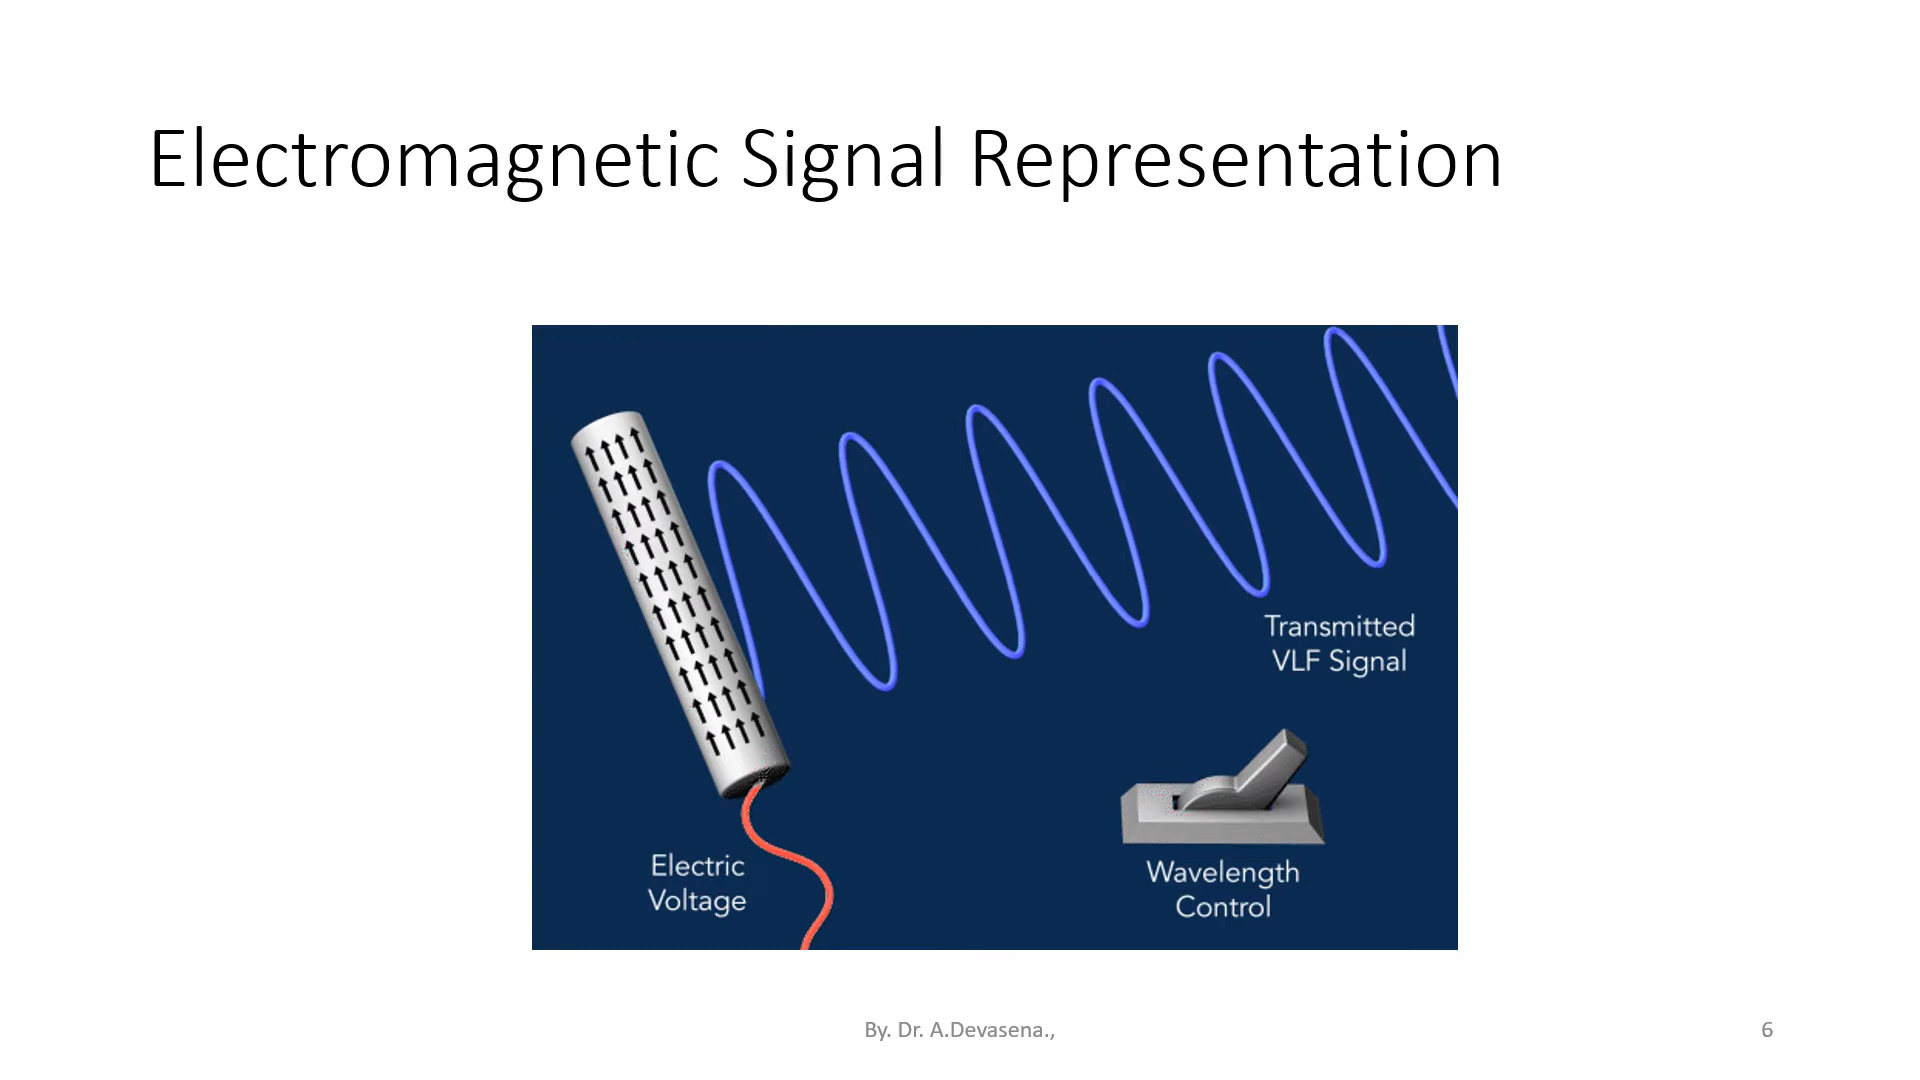 Electromagnetic Signal Representation
Transmitted
VLF Signal
Electric
Voltage
Wavelength
Control
By. Dr. A.Devasena.,
6